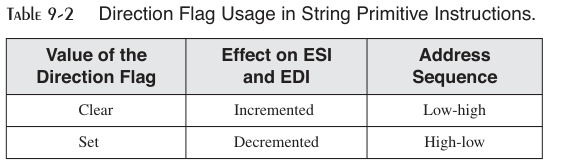 TABLE 9-2 Direction Flag Usage in String Primitive Instructions.
Value of the Direction Flag Effect on ESI and EDI Address Sequence
Clear Incremented Low-high
Set Decremented High-low